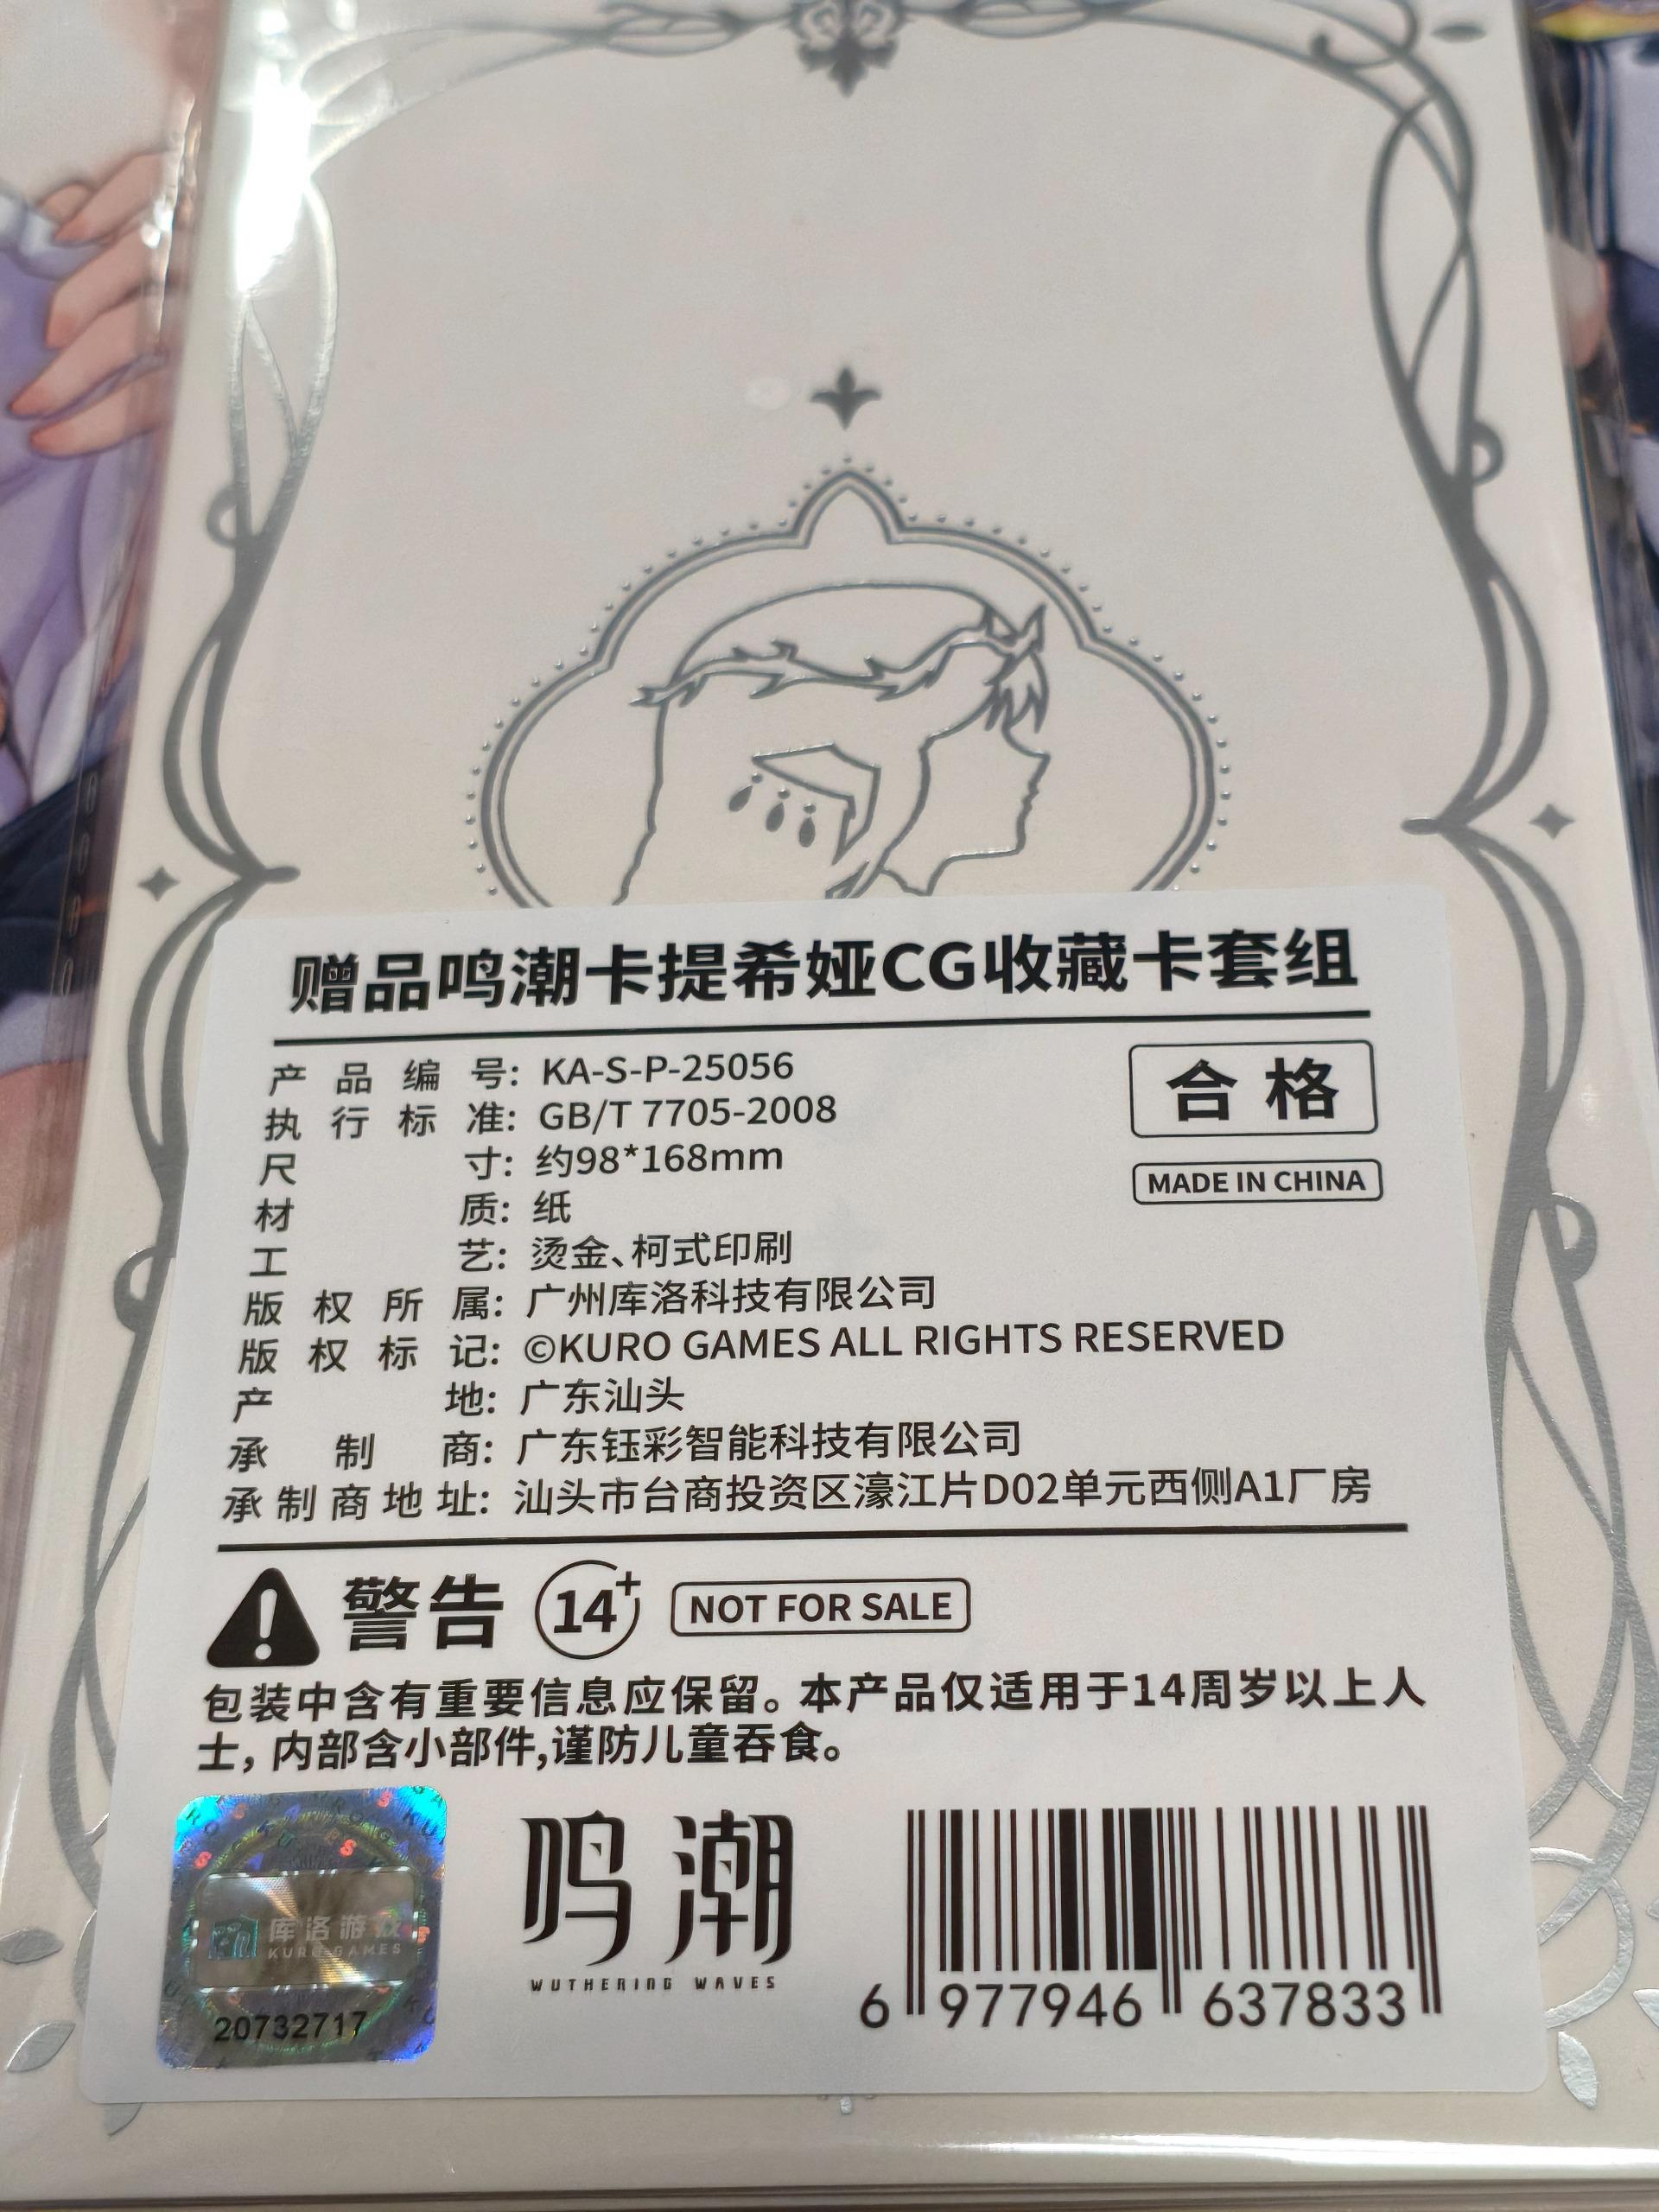 赠品鸣潮卡提希娅CG收藏卡套组
产品编号: KA-S-P-25056
合格
执行标准: GB/T 7705-2008
尺寸: 约98*168mm
MADE IN CHINA
材质: 纸
工艺: 烫金、柯式印刷
版权所属: 广州库洛科技有限公司
版权标记: ©KURO GAMES ALL RIGHTS RESERVED
产地: 广东汕头
承制商: 广东钰彩智能科技有限公司
承制商地址: 汕头市台商投资区濠江片D02单元西侧A1厂房
警告 14+ NOT FOR SALE
包装中含有重要信息应保留。本产品仅适用于14周岁以上人
士,内部含小部件,谨防儿童吞食。
库洛游戏
KURO GAMES
20732717
鸣潮
WUTHERING WAVES
6 977946 637833